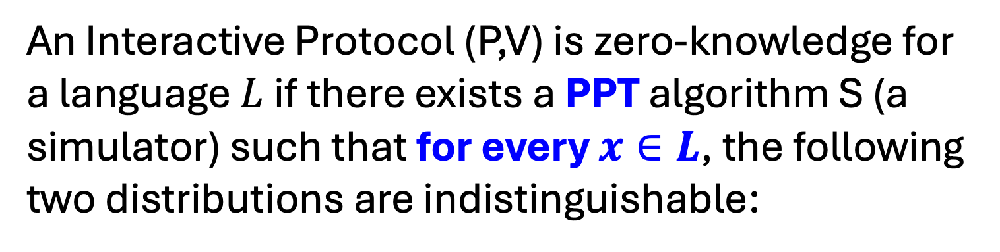 An Interactive Protocol (P,V) is zero-knowledge for
a language L if there exists a PPT algorithm S (a
simulator) such that for every x ∈ L, the following
two distributions are indistinguishable: